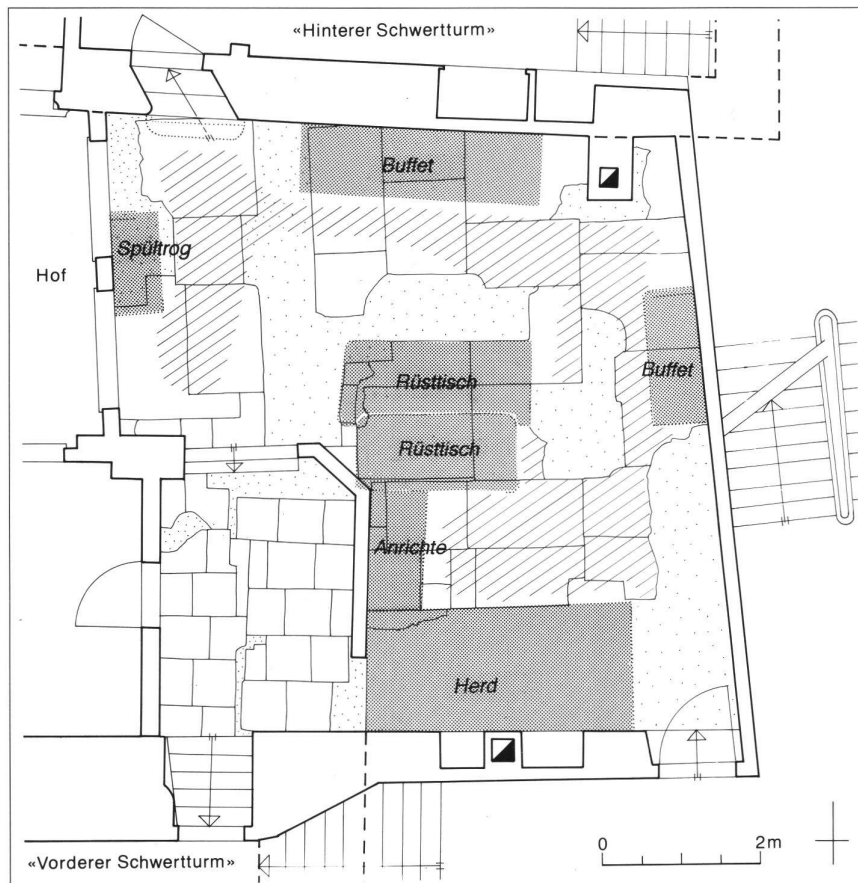 «Hinterer Schwertturm»
Buffet
Spültrog
Hof
Buffet
Rüsttisch
Rüsttisch
Anrichte
Herd
0 2m
«Vorderer Schwertturm»